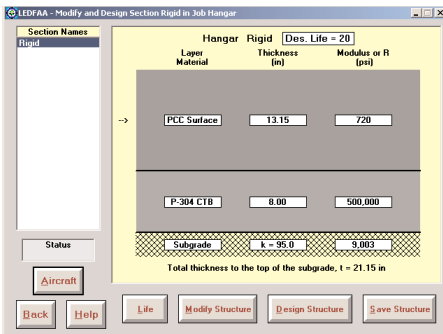 LEDFAA - Modify and Design Section Rigid in Job Hangar
Section Names
Rigid
Hangar Rigid Des. Life = 20
Layer Material Thickness (in) Modulus or R (psi)
--> PCC Surface 13.15 720
P-304 CTB 8.00 500,000
Subgrade k = 95.0 9,003
Total thickness to the top of the subgrade, t = 21.15 in
Status
Aircraft
Back Help Life Modify Structure Design Structure Save Structure